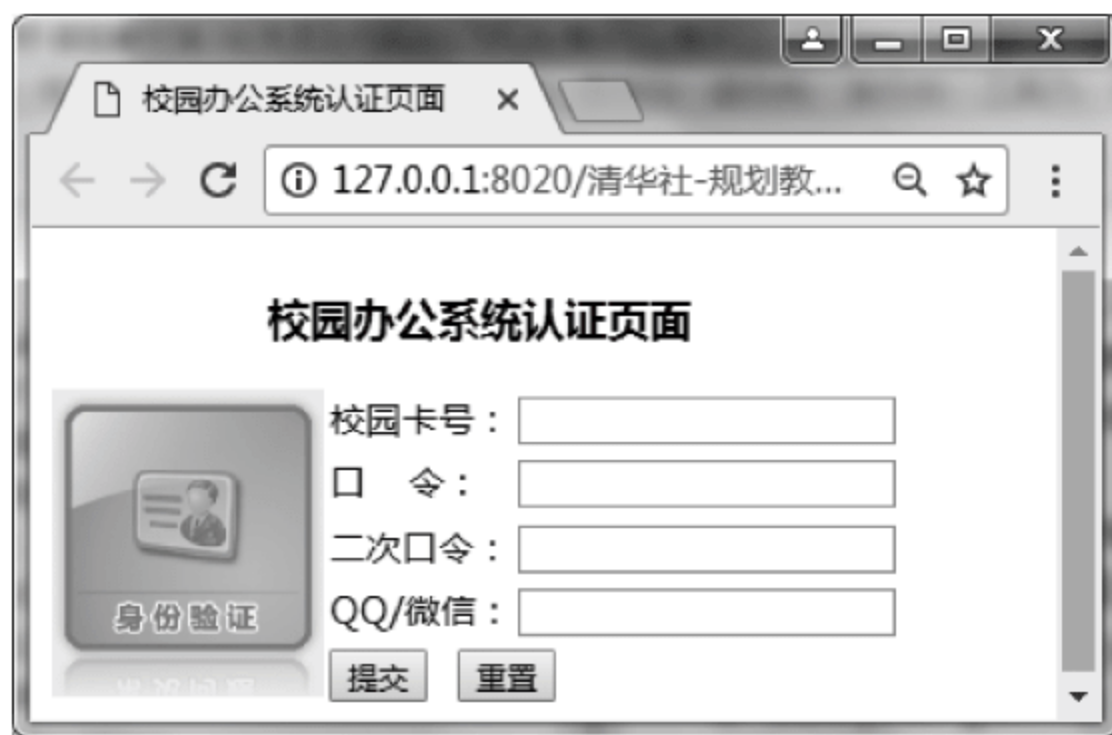 校园办公系统认证页面
127.0.0.1:8020/清华社-规划教...
校园办公系统认证页面
校园卡号：
口 令：
二次口令：
QQ/微信：
身份验证
提交 重置